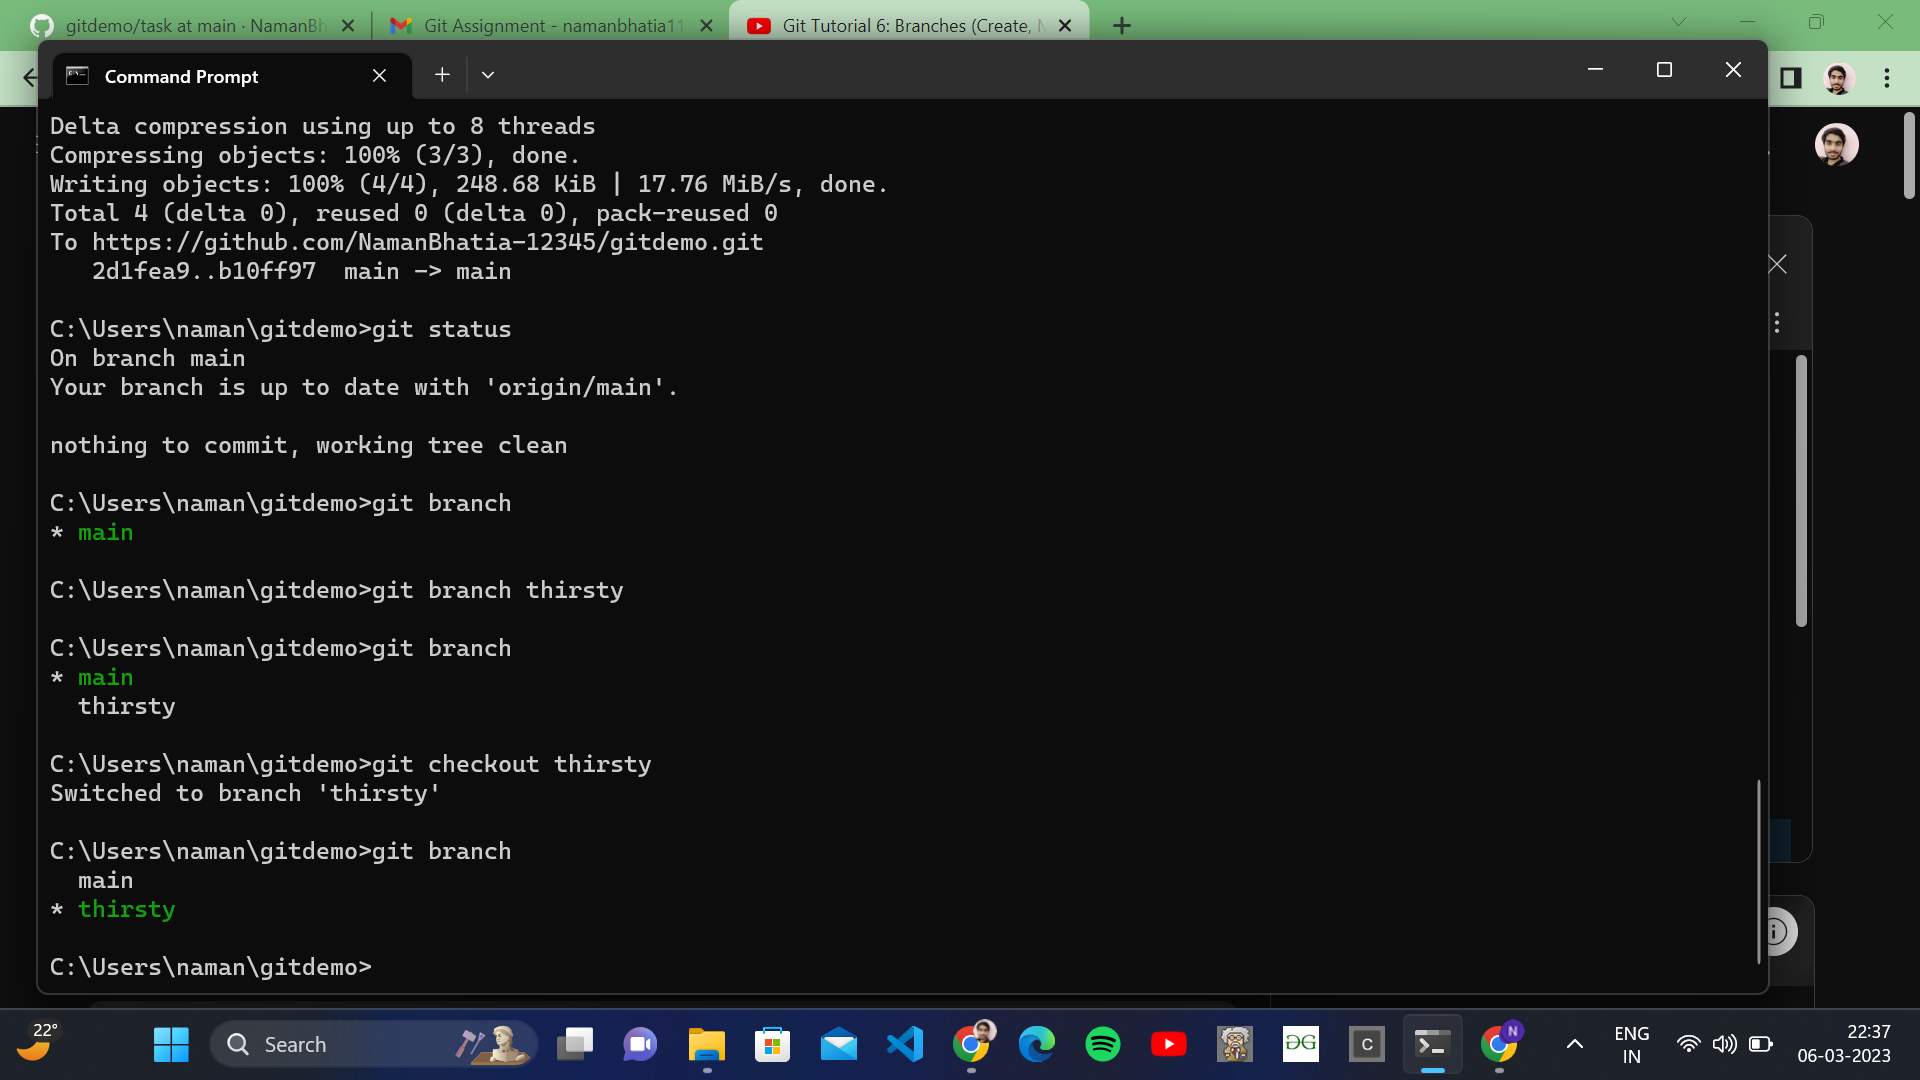 gitdemo/task at main · NamanBh
Git Assignment - namanbhatia11
Git Tutorial 6: Branches (Create, M
Command Prompt
Delta compression using up to 8 threads
Compressing objects: 100% (3/3), done.
Writing objects: 100% (4/4), 248.68 KiB | 17.76 MiB/s, done.
Total 4 (delta 0), reused 0 (delta 0), pack-reused 0
To https://github.com/NamanBhatia-12345/gitdemo.git
   2d1fea9..b10ff97  main -> main
C:\Users\naman\gitdemo>git status
On branch main
Your branch is up to date with 'origin/main'.
nothing to commit, working tree clean
C:\Users\naman\gitdemo>git branch
* main
C:\Users\naman\gitdemo>git branch thirsty
C:\Users\naman\gitdemo>git branch
* main
  thirsty
C:\Users\naman\gitdemo>git checkout thirsty
Switched to branch 'thirsty'
C:\Users\naman\gitdemo>git branch
  main
* thirsty
C:\Users\naman\gitdemo>
22°
Search
C
N
ENG
IN
22:37
06-03-2023